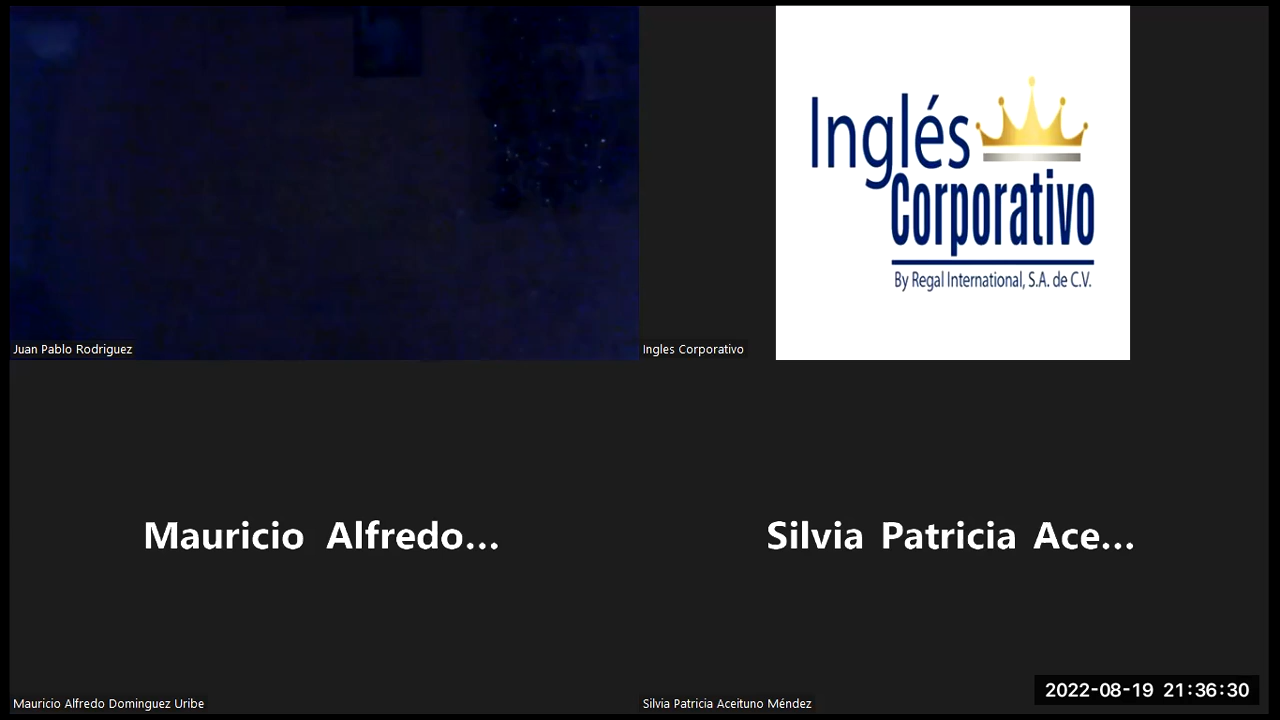 Inglés
Corporativo
By Regal International, S.A. de C.V.
Juan Pablo Rodriguez
Ingles Corporativo
Mauricio Alfredo...
Silvia Patricia Ace...
Mauricio Alfredo Dominguez Uribe
Silvia Patricia Aceituno Méndez
2022-08-19 21:36:30